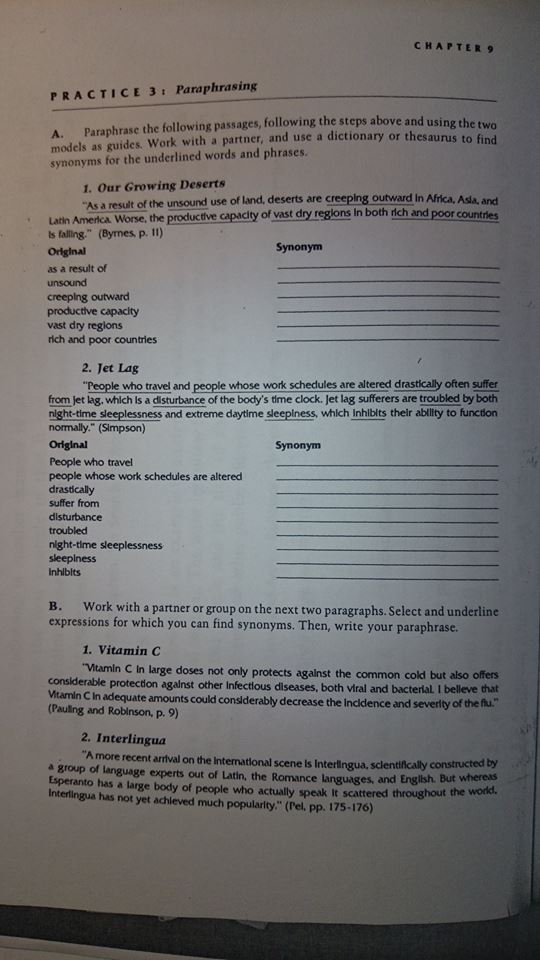 CHAPTER 9
PRACTICE 3: Paraphrasing
A. Paraphrase the following passages, following the steps above and using the two
models as guides. Work with a partner, and use a dictionary or thesaurus to find
synonyms for the underlined words and phrases.
1. Our Growing Deserts
"As a result of the unsound use of land, deserts are creeping outward in Africa, Asia, and
Latin America. Worse, the productive capacity of vast dry regions in both rich and poor countries
is falling." (Byrnes, p. II)
Original Synonym
as a result of
unsound
creeping outward
productive capacity
vast dry regions
rich and poor countries
2. Jet Lag
"People who travel and people whose work schedules are altered drastically often suffer
from jet lag, which is a disturbance of the body's time clock. Jet lag sufferers are troubled by both
night-time sleeplessness and extreme daytime sleepiness, which inhibits their ability to function
normally." (Simpson)
Original Synonym
People who travel
people whose work schedules are altered
drastically
suffer from
disturbance
troubled
night-time sleeplessness
sleepiness
inhibits
B. Work with a partner or group on the next two paragraphs. Select and underline
expressions for which you can find synonyms. Then, write your paraphrase.
1. Vitamin C
"Vitamin C in large doses not only protects against the common cold but also offers
considerable protection against other infectious diseases, both viral and bacterial. I believe that
Vitamin C in adequate amounts could considerably decrease the incidence and severity of the flu."
(Pauling and Robinson, p. 9)
2. Interlingua
"A more recent arrival on the international scene is Interlingua, scientifically constructed by
a group of language experts out of Latin, the Romance languages, and English. But whereas
Esperanto has a large body of people who actually speak it scattered throughout the world,
Interlingua has not yet achieved much popularity." (Pei, pp. 175-176)